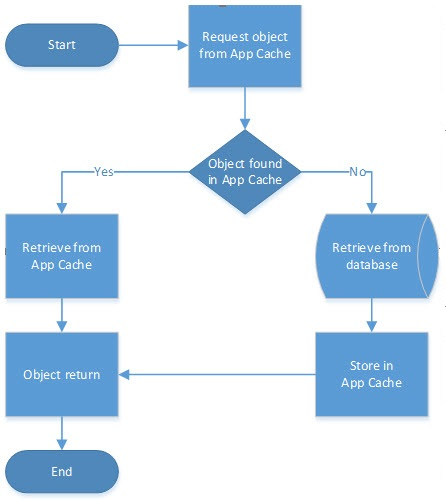 Start
Request object
from App Cache
Object found
in App Cache
Yes
No
Retrieve from
App Cache
Retrieve from
database
Object return
Store in
App Cache
End